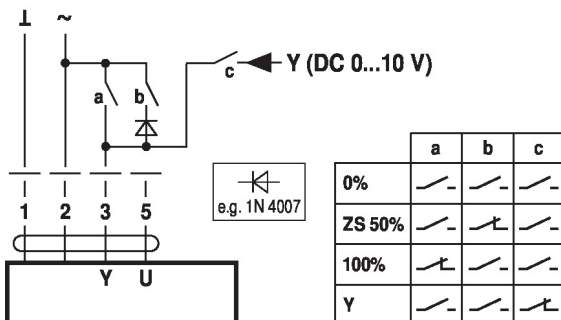 ⊥ ~
a b c Y (DC 0...10 V)
1 2 3 5
Y U
e.g. 1N 4007
a b c
0%
ZS 50%
100%
Y